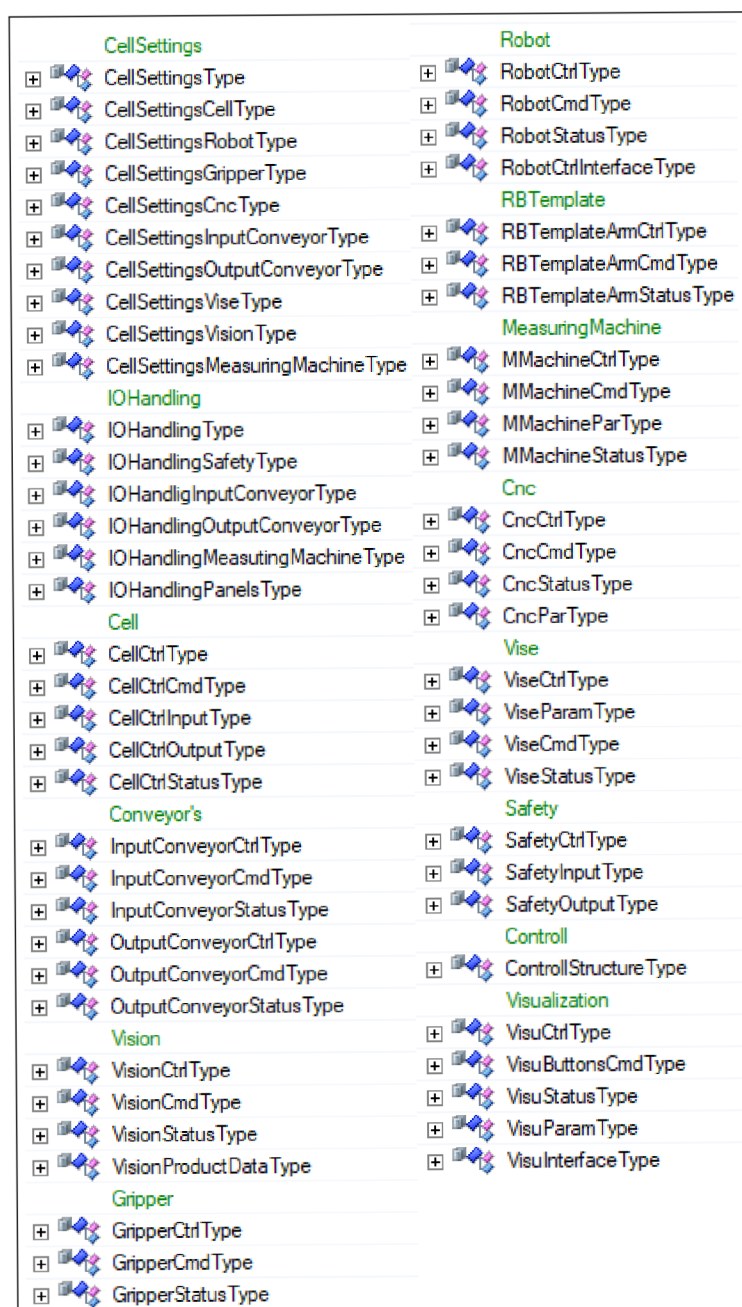 CellSettings
CellSettingsType
CellSettingsCellType
CellSettingsRobotType
CellSettingsGripperType
CellSettingsCncType
CellSettingsInputConveyorType
CellSettingsOutputConveyorType
CellSettingsViseType
CellSettingsVisionType
CellSettingsMeasuringMachineType
IOHandling
IOHandlingType
IOHandlingSafetyType
IOHandligInputConveyorType
IOHandlingOutputConveyorType
IOHandlingMeasutingMachineType
IOHandlingPanelsType
Cell
CellCtrlType
CellCtrlCmdType
CellCtrlInputType
CellCtrlOutputType
CellCtrlStatusType
Conveyor's
InputConveyorCtrlType
InputConveyorCmdType
InputConveyorStatusType
OutputConveyorCtrlType
OutputConveyorCmdType
OutputConveyorStatusType
Vision
VisionCtrlType
VisionCmdType
VisionStatusType
VisionProductDataType
Gripper
GripperCtrlType
GripperCmdType
GripperStatusType
Robot
RobotCtrlType
RobotCmdType
RobotStatusType
RobotCtrlInterfaceType
RBTemplate
RBTemplateArmCtrlType
RBTemplateArmCmdType
RBTemplateArmStatusType
MeasuringMachine
MMachineCtrlType
MMachineCmdType
MMachineParType
MMachineStatusType
Cnc
CncCtrlType
CncCmdType
CncStatusType
CncParType
Vise
ViseCtrlType
ViseParamType
ViseCmdType
ViseStatusType
Safety
SafetyCtrlType
SafetyInputType
SafetyOutputType
Controll
ControllStructureType
Visualization
VisuCtrlType
VisuButtonsCmdType
VisuStatusType
VisuParamType
VisuInterfaceType